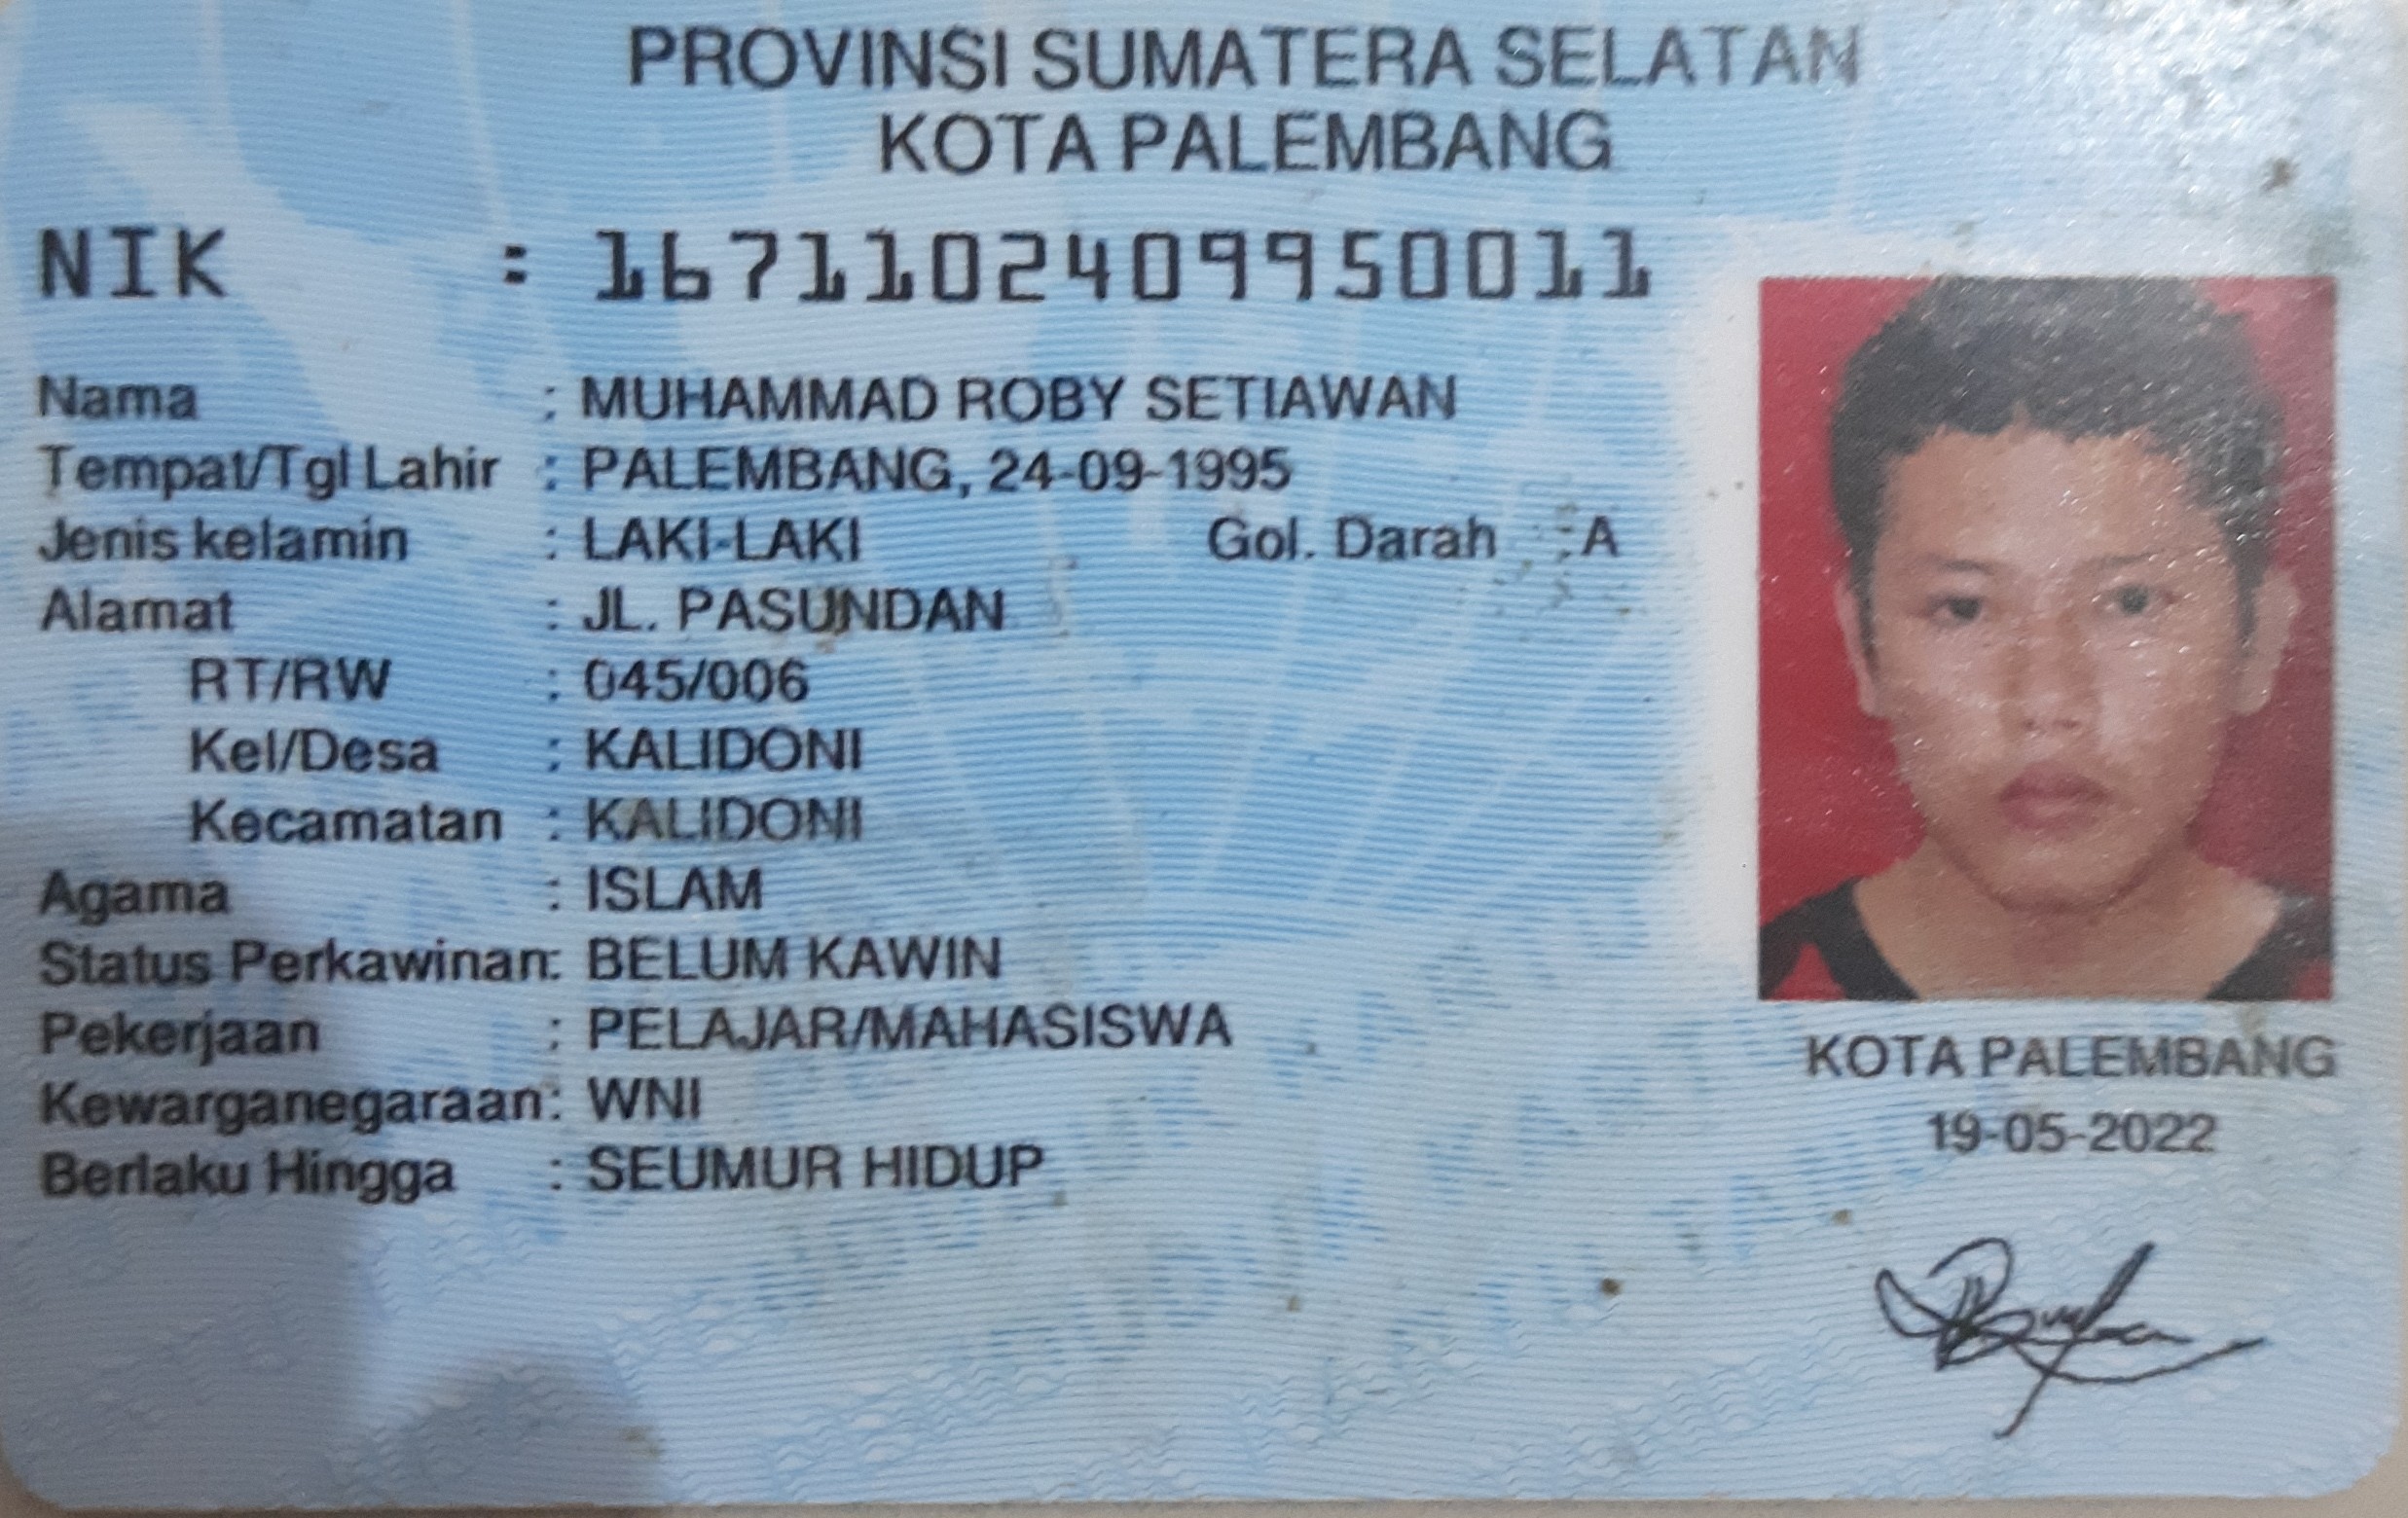 PROVINSI SUMATERA SELATAN
KOTA PALEMBANG
NIK : 1671102409950011
Nama : MUHAMMAD ROBY SETIAWAN
Tempat/Tgl Lahir : PALEMBANG, 24-09-1995
Jenis kelamin : LAKI-LAKI Gol. Darah : A
Alamat : JL. PASUNDAN
RT/RW : 045/006
Kel/Desa : KALIDONI
Kecamatan : KALIDONI
Agama : ISLAM
Status Perkawinan: BELUM KAWIN
Pekerjaan : PELAJAR/MAHASISWA
Kewarganegaraan: WNI
Berlaku Hingga : SEUMUR HIDUP
KOTA PALEMBANG
19-05-2022